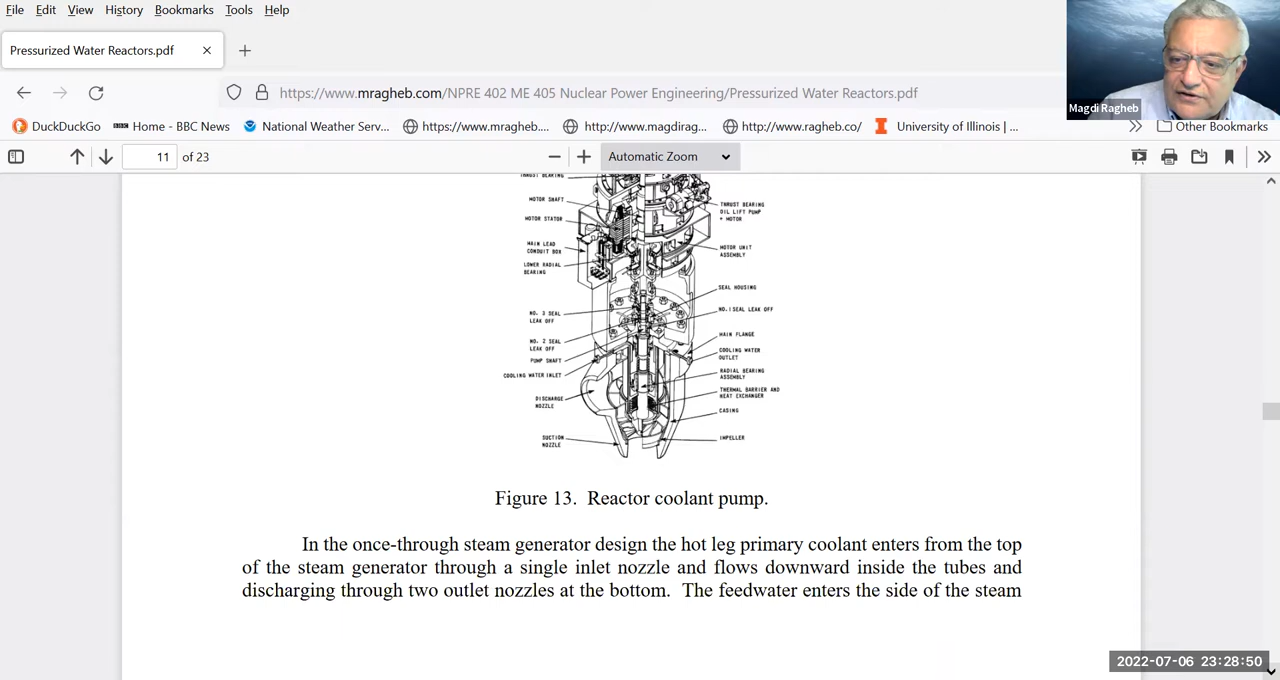 File Edit View History Bookmarks Tools Help
Pressurized Water Reactors.pdf
https://www.mragheb.com/NPRE 402 ME 405 Nuclear Power Engineering/Pressurized Water Reactors.pdf
Magdi Ragheb
DuckDuckGo BBC Home - BBC News National Weather Serv... https://www.mragheb.... http://www.magdirag... http://www.ragheb.co/ University of Illinois |... Other Bookmarks
11 of 23 Automatic Zoom
THRUST BEARING
MOTOR SHAFT
MOTOR STATOR
MAIN LEAD
CONDUIT BOX
LOWER RADIAL
BEARING
NO. 3 SEAL
LEAK OFF
NO. 2 SEAL
LEAK OFF
PUMP SHAFT
COOLING WATER INLET
DISCHARGE
NOZZLE
SUCTION
NOZZLE
THRUST BEARING
OIL LIFT PUMP
+ MOTOR
MOTOR UNIT
ASSEMBLY
SEAL HOUSING
NO. 1 SEAL LEAK OFF
MAIN FLANGE
COOLING WATER
OUTLET
RADIAL BEARING
ASSEMBLY
THERMAL BARRIER AND
HEAT EXCHANGER
CASING
IMPELLER
Figure 13. Reactor coolant pump.
In the once-through steam generator design the hot leg primary coolant enters from the top
of the steam generator through a single inlet nozzle and flows downward inside the tubes and
discharging through two outlet nozzles at the bottom. The feedwater enters the side of the steam
2022-07-06 23:28:50